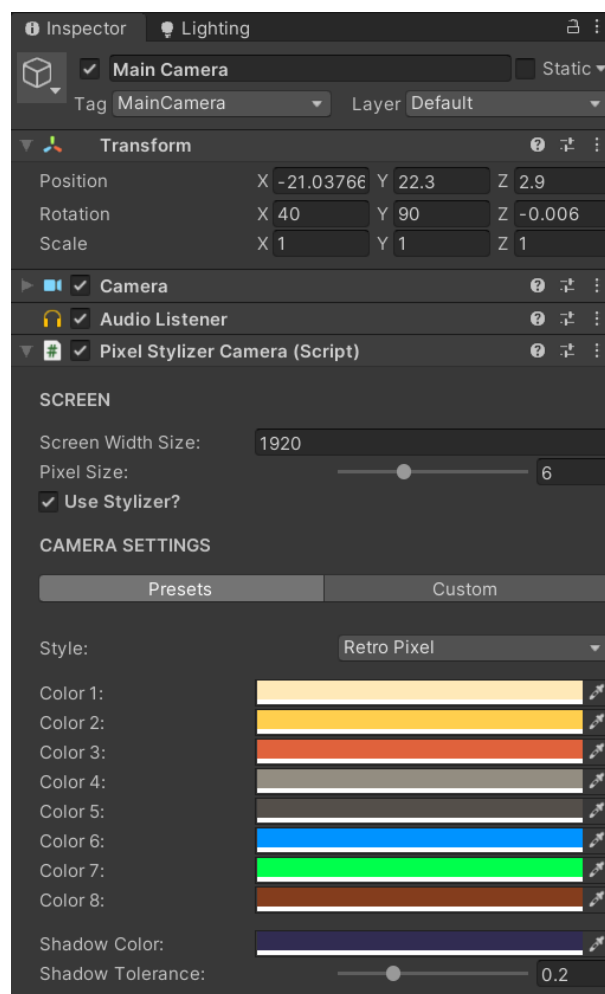 Inspector Lighting
Main Camera Static
Tag MainCamera Layer Default
Transform
Position X -21.03766 Y 22.3 Z 2.9
Rotation X 40 Y 90 Z -0.006
Scale X 1 Y 1 Z 1
Camera
Audio Listener
# Pixel Stylizer Camera (Script)
SCREEN
Screen Width Size: 1920
Pixel Size: 6
Use Stylizer?
CAMERA SETTINGS
Presets Custom
Style: Retro Pixel
Color 1:
Color 2:
Color 3:
Color 4:
Color 5:
Color 6:
Color 7:
Color 8:
Shadow Color:
Shadow Tolerance: 0.2